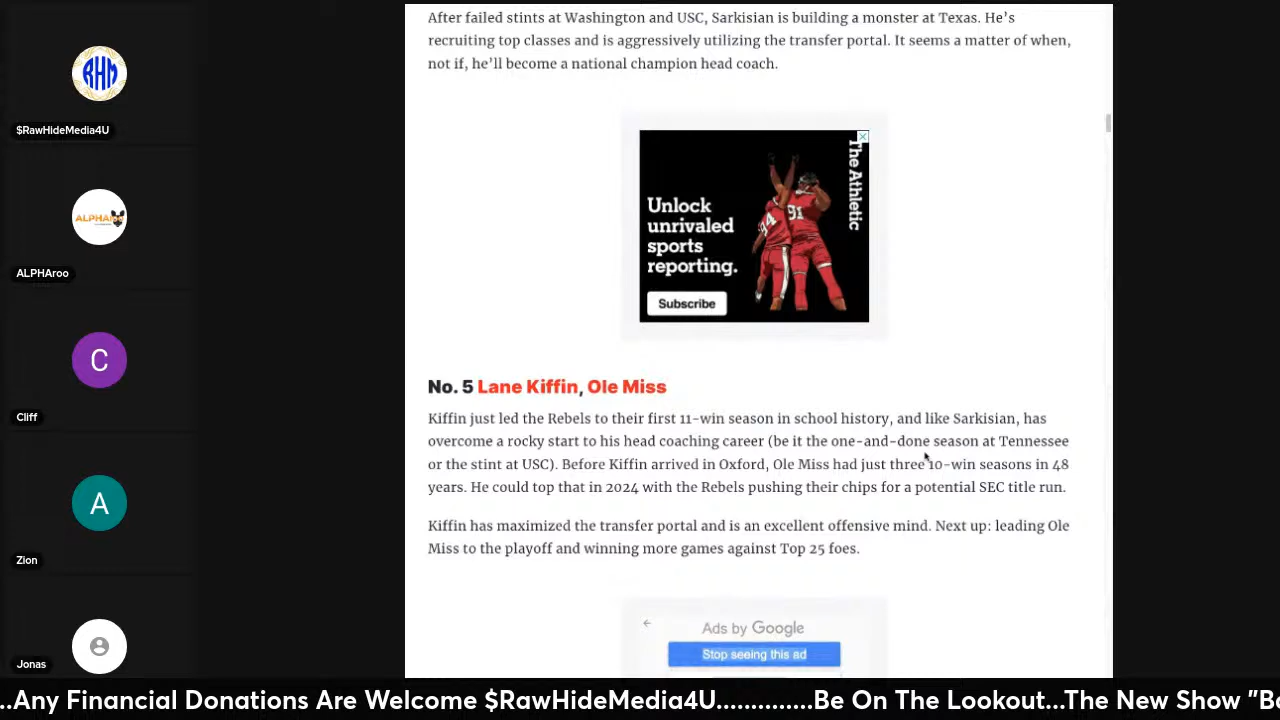 After failed stints at Washington and USC, Sarkisian is building a monster at Texas. He's
recruiting top classes and is aggressively utilizing the transfer portal. It seems a matter of when,
not if, he'll become a national champion head coach.
RHM
$RawHideMedia4U
ALPHAroo
ALPHAroo
The Athletic
Unlock
unrivaled
sports
reporting.
Subscribe
94
91
C
Cliff
No. 5 Lane Kiffin, Ole Miss
Kiffin just led the Rebels to their first 11-win season in school history, and like Sarkisian, has
overcome a rocky start to his head coaching career (be it the one-and-done season at Tennessee
or the stint at USC). Before Kiffin arrived in Oxford, Ole Miss had just three 10-win seasons in 48
years. He could top that in 2024 with the Rebels pushing their chips for a potential SEC title run.
Kiffin has maximized the transfer portal and is an excellent offensive mind. Next up: leading Ole
Miss to the playoff and winning more games against Top 25 foes.
A
Zion
Jonas
Ads by Google
Stop seeing this ad
..Any Financial Donations Are Welcome $RawHideMedia4U..............Be On The Lookout...The New Show "B